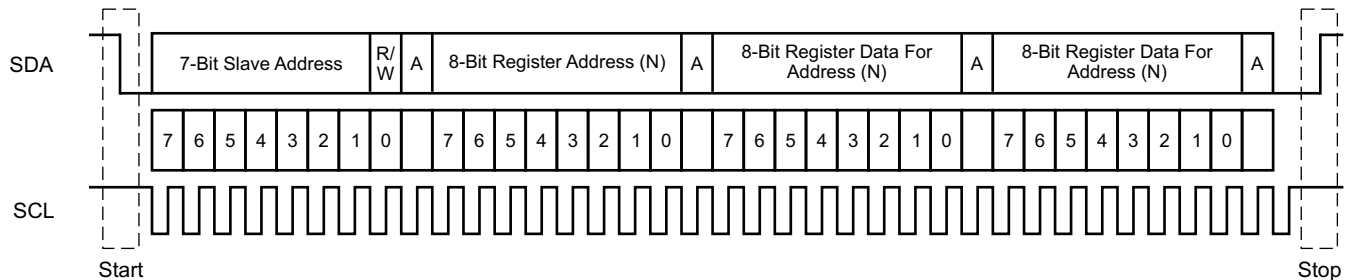 SDA
7-Bit Slave Address
R/
W
A
8-Bit Register Address (N)
A
8-Bit Register Data For
Address (N)
A
8-Bit Register Data For
Address (N)
A
7 6 5 4 3 2 1 0 7 6 5 4 3 2 1 0 7 6 5 4 3 2 1 0 7 6 5 4 3 2 1 0
SCL
Start
Stop